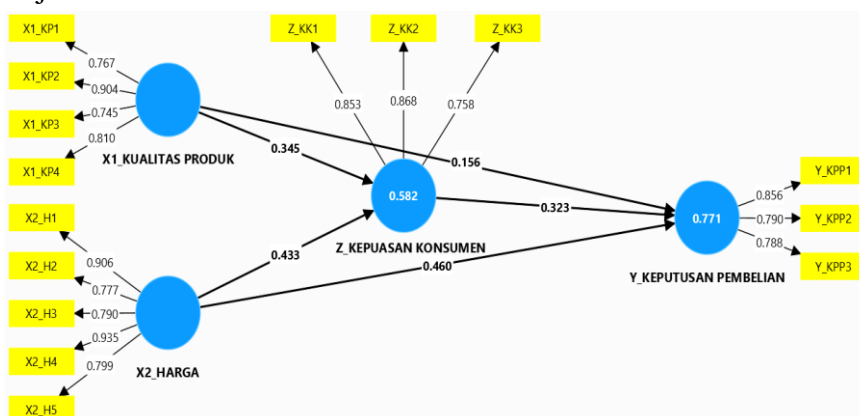 X1_KP1
X1_KP2
X1_KP3
X1_KP4
0.767
0.904
0.745
0.810
X1_KUALITAS PRODUK
Z_KK1
Z_KK2
Z_KK3
0.853
0.868
0.758
0.345
0.156
0.582
Z_KEPUASAN KONSUMEN
0.323
0.433
0.460
X2_H1
X2_H2
X2_H3
X2_H4
X2_H5
0.906
0.777
0.790
0.935
0.799
X2_HARGA
0.771
Y_KEPUTUSAN PEMBELIAN
0.856
0.790
0.788
Y_KPP1
Y_KPP2
Y_KPP3